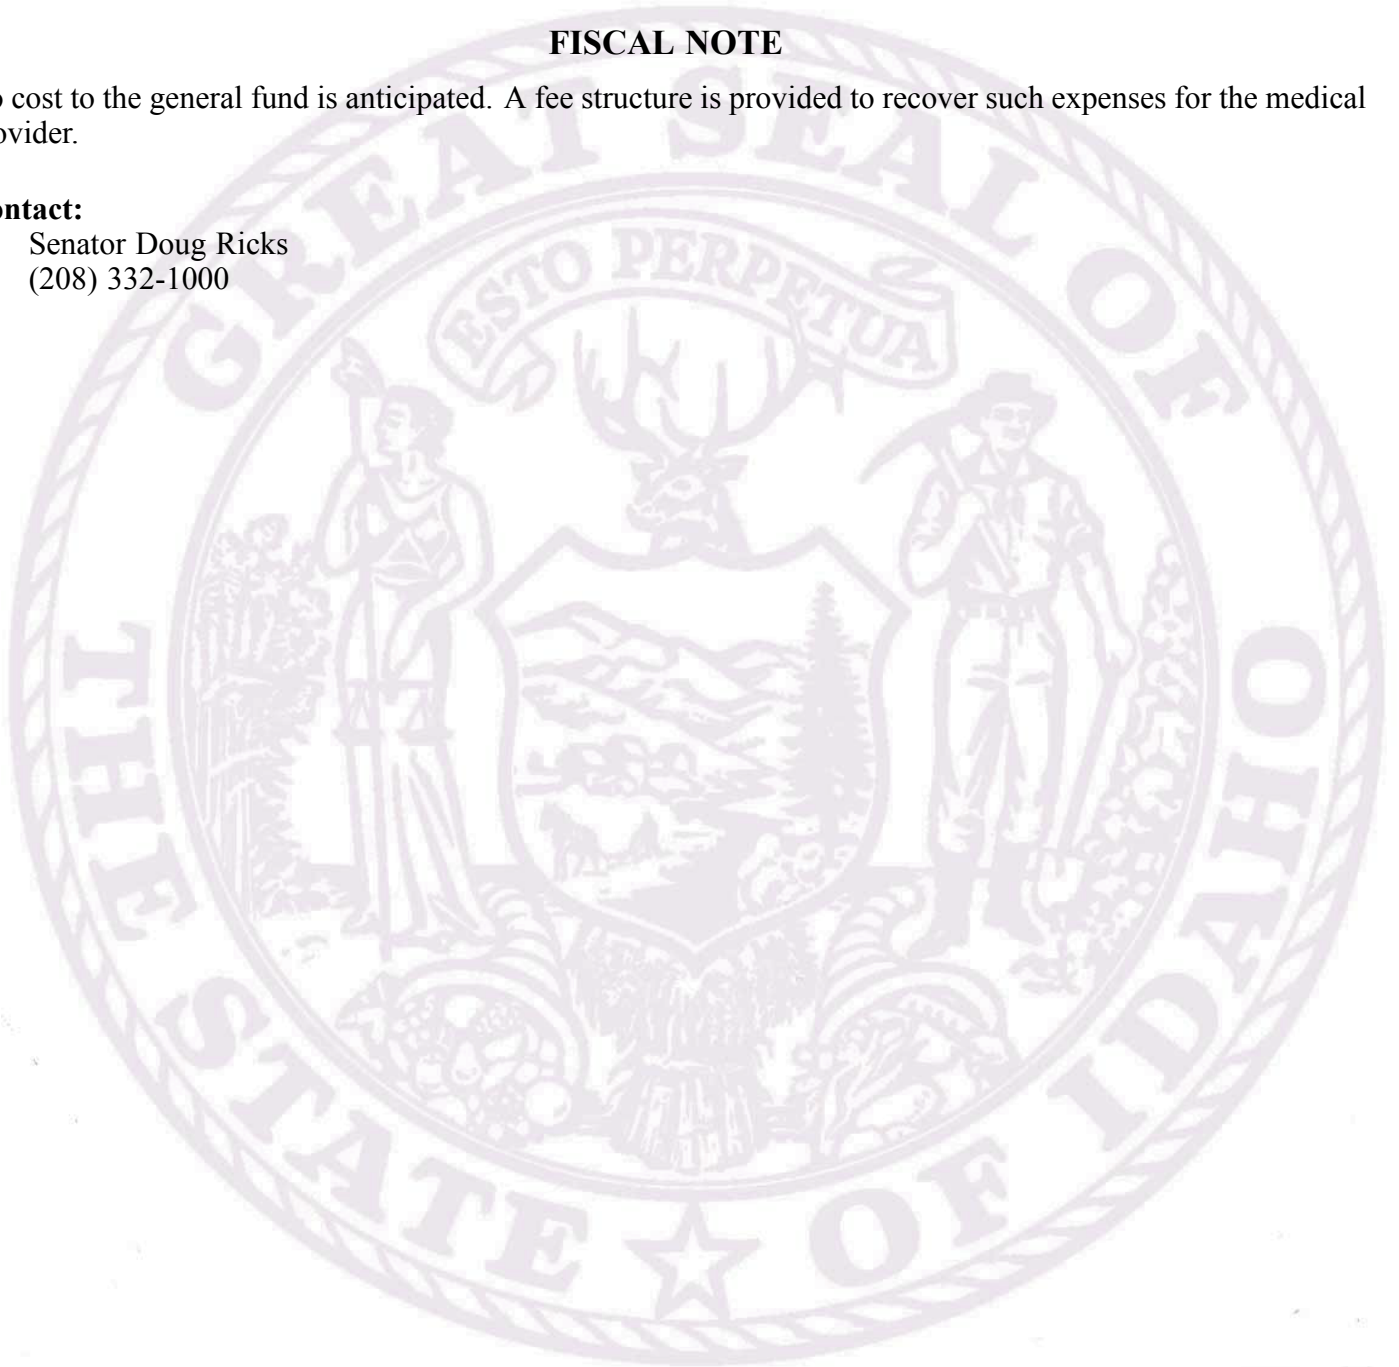 FISCAL NOTE
o cost to the general fund is anticipated. A fee structure is provided to recover such expenses for the medical
ovider.
ontact:
Senator Doug Ricks
(208) 332-1000
THE STATE OF IDAHO
GREAT SEAL OF
ESTO PERPETUA